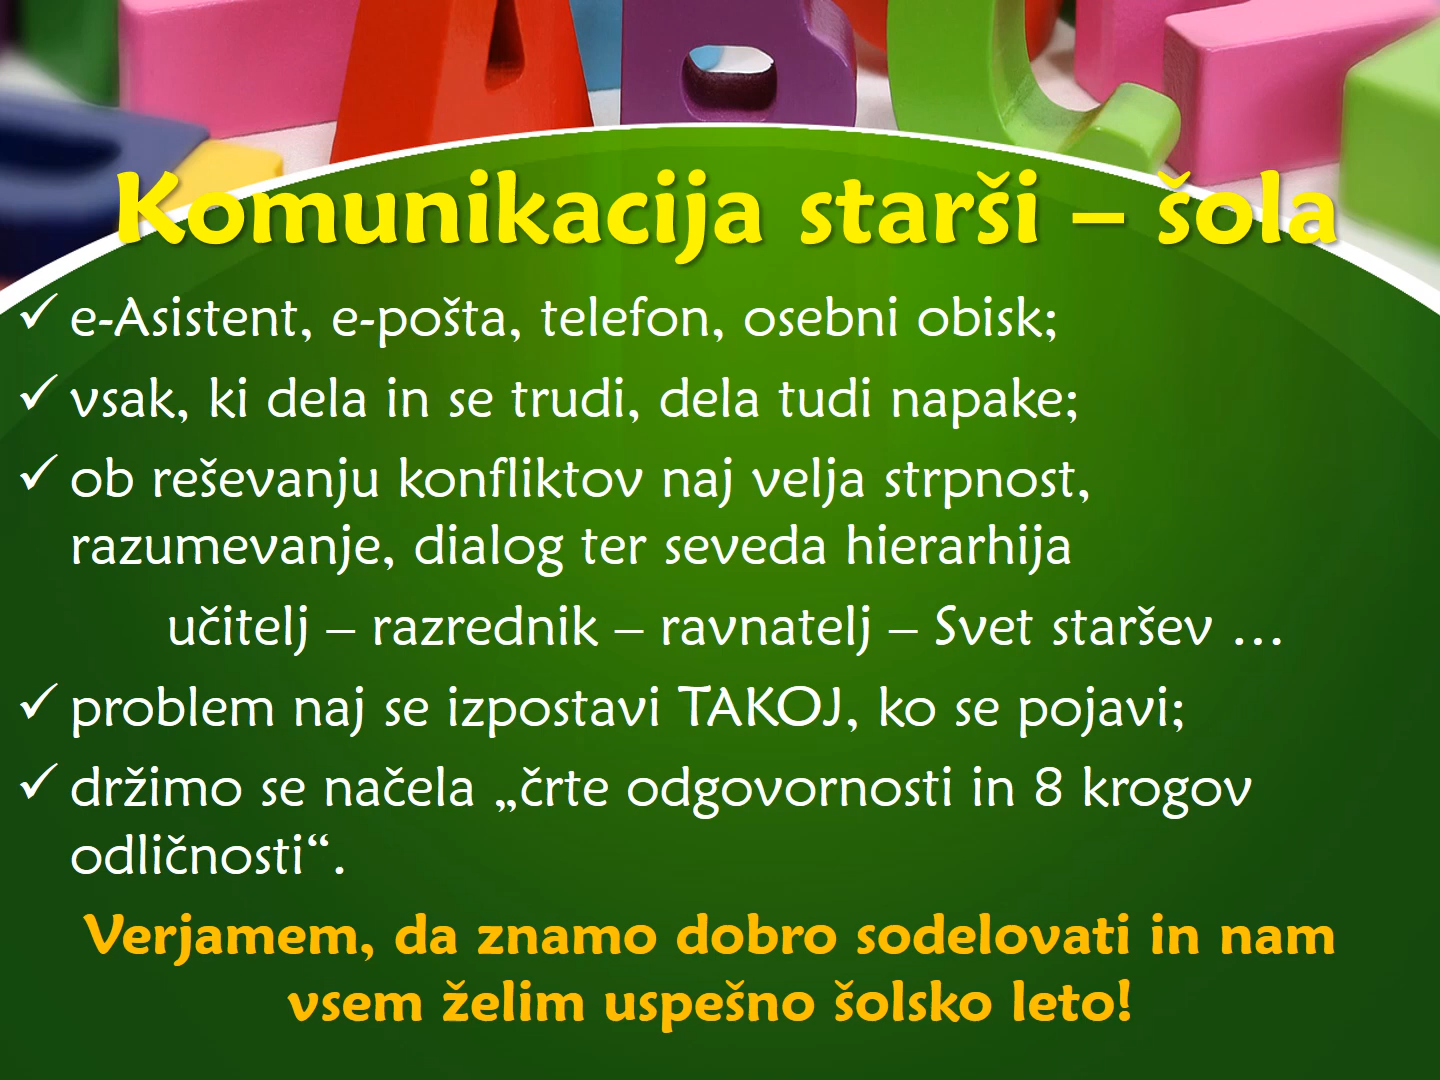 Komunikacija starši – šola
✓ e-Asistent, e-pošta, telefon, osebni obisk;
✓ vsak, ki dela in se trudi, dela tudi napake;
✓ ob reševanju konfliktov naj velja strpnost,
razumevanje, dialog ter seveda hierarhija
učitelj – razrednik – ravnatelj – Svet staršev …
✓ problem naj se izpostavi TAKOJ, ko se pojavi;
✓ držimo se načela „črte odgovornosti in 8 krogov
odličnosti“.
Verjamem, da znamo dobro sodelovati in nam
vsem želim uspešno šolsko leto!